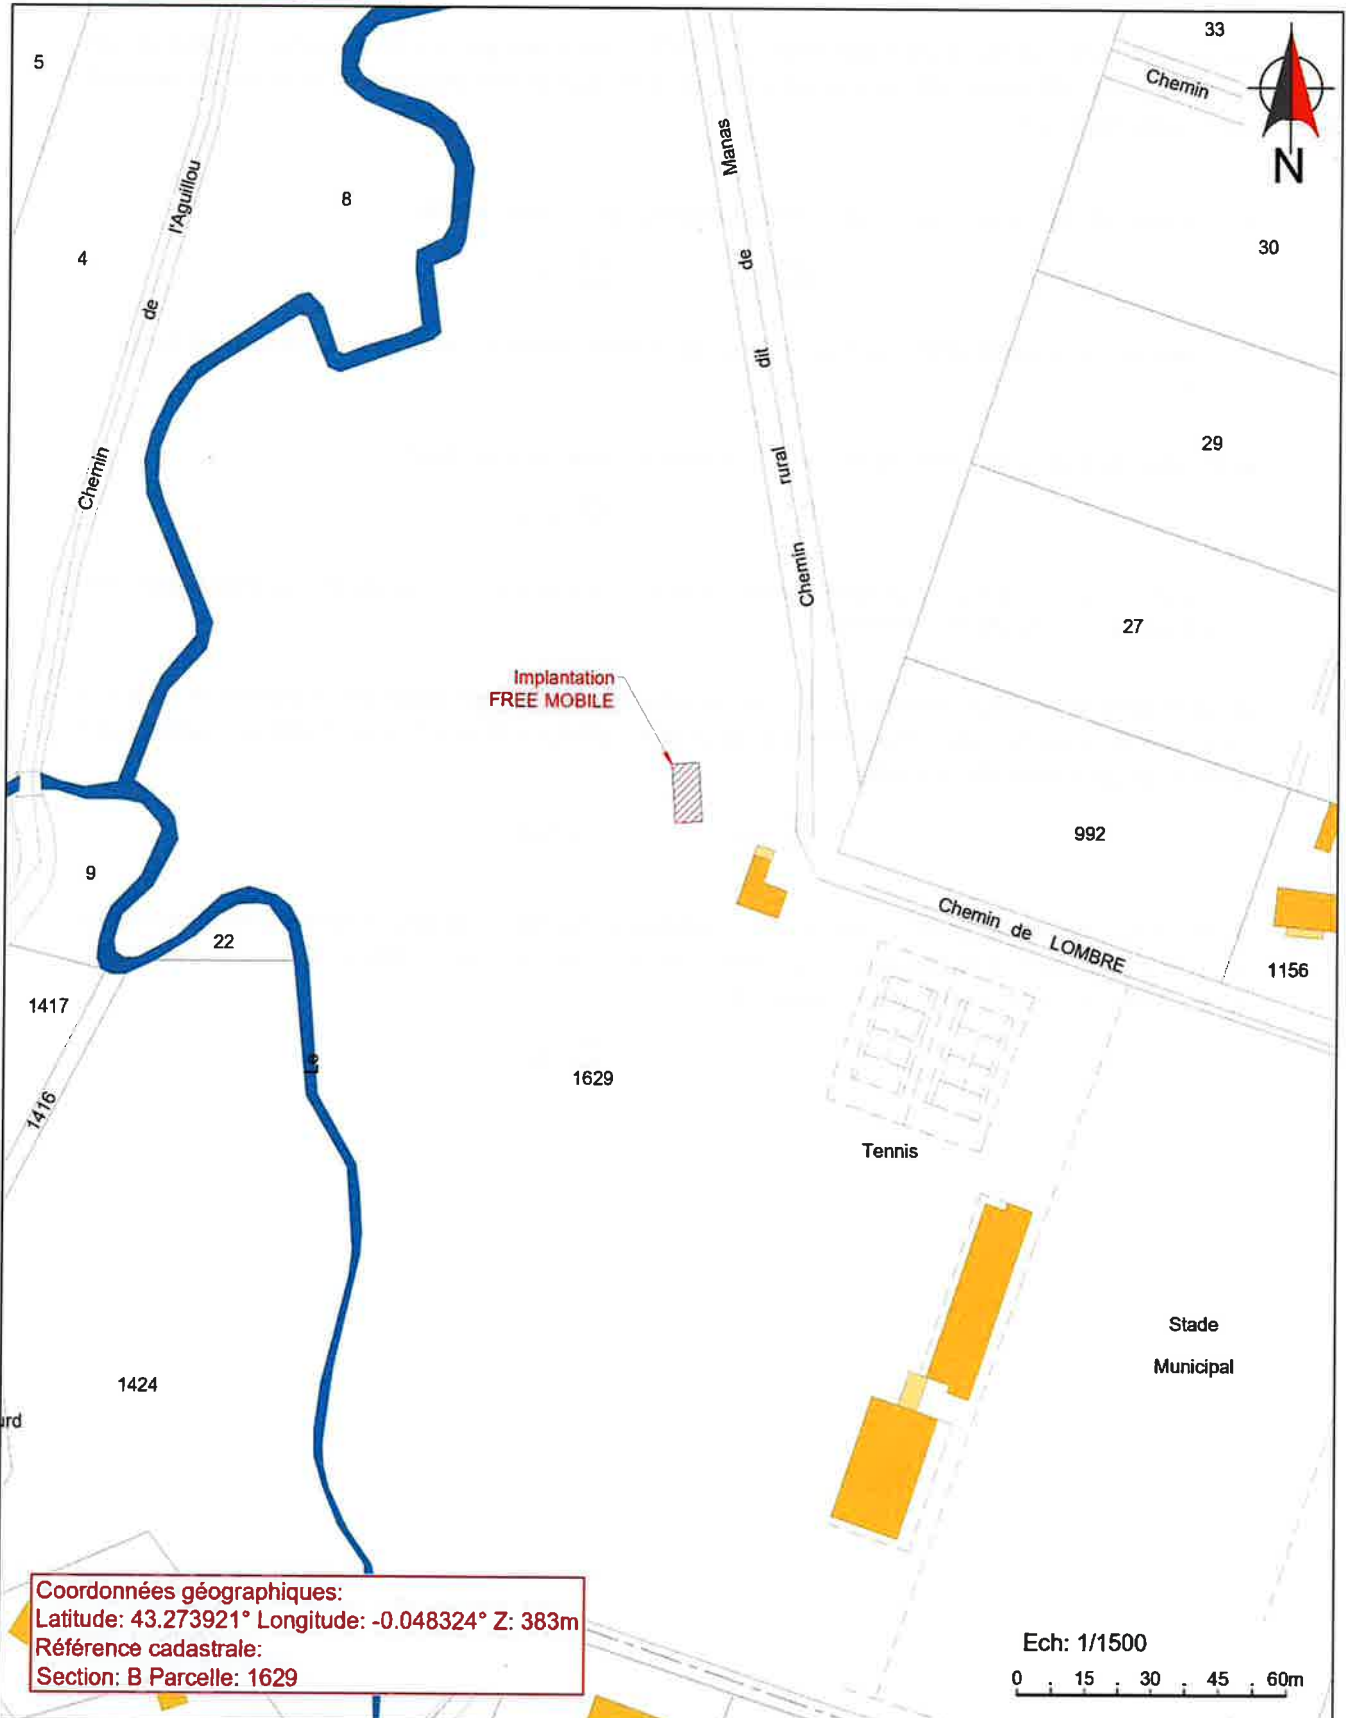 5
33
Chemin
N
Manas
de
dit
rural
Chemin
l'Aguillou
de
Chemin
8
4
30
29
27
Implantation
FREE MOBILE
992
9
22
Chemin de LOMBRE
1156
1417
Le
1416
1629
Tennis
Stade
Municipal
1424
Coordonnées géographiques:
Latitude: 43.273921° Longitude: -0.048324° Z: 383m
Référence cadastrale:
Section: B Parcelle: 1629
Ech: 1/1500
0 15 30 45 60m